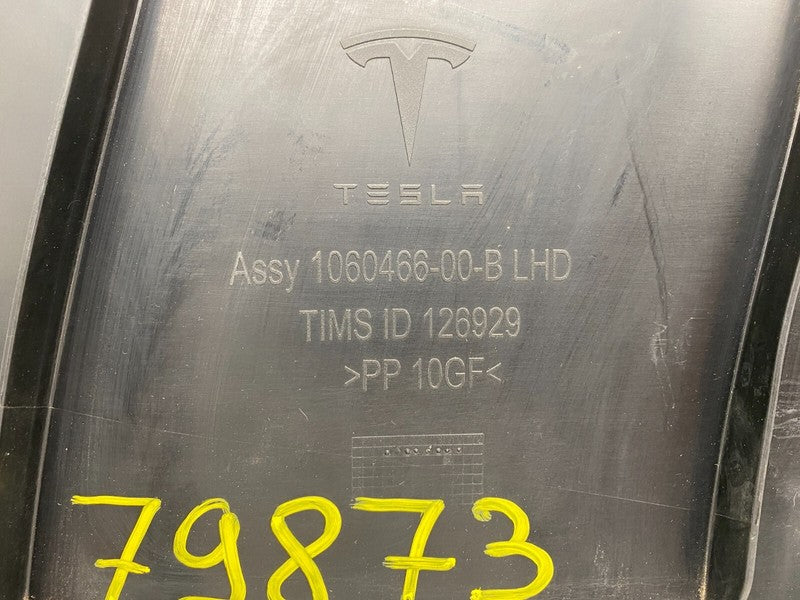 TESLA
Assy 1060466-00-B LHD
TIMS ID 126929
>PP 10GF<
79873